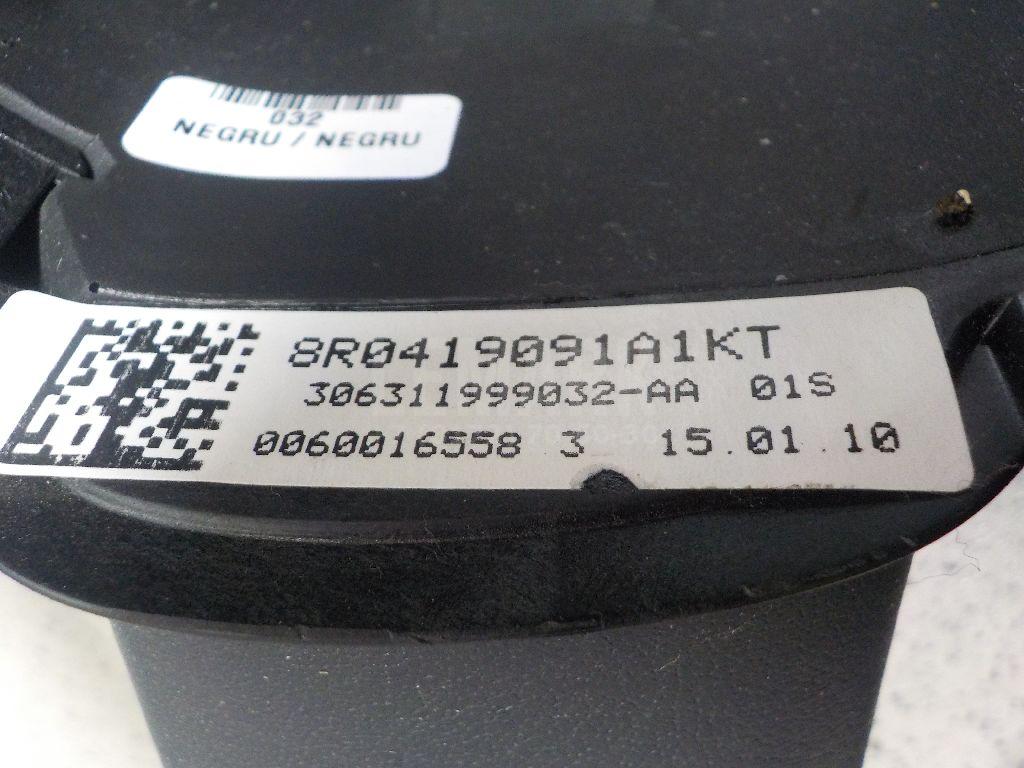 032
NEGRU / NEGRU
8R0419091A1KT
306311999032-AA 01S
0060016558 3 15.01.10